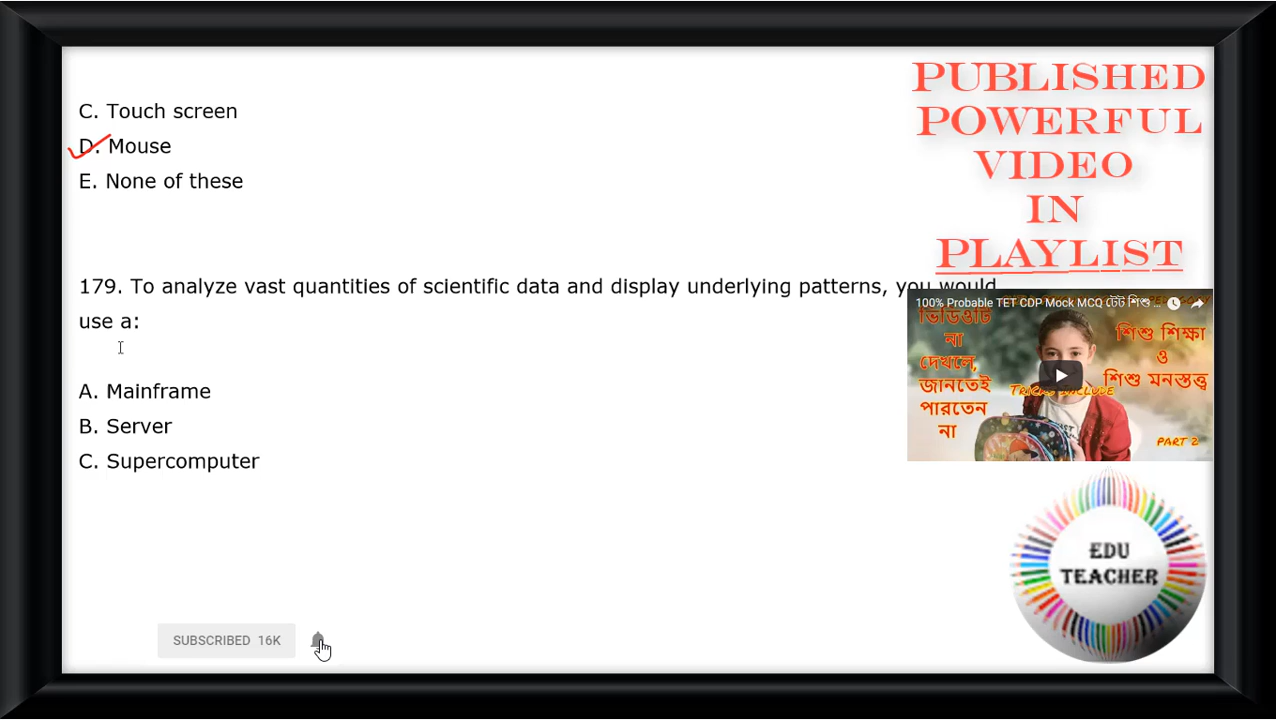 C. Touch screen
D. Mouse
E. None of these
179. To analyze vast quantities of scientific data and display underlying patterns, you would
use a:
A. Mainframe
B. Server
C. Supercomputer
PUBLISHED
POWERFUL
VIDEO
IN
PLAYLIST
100% Probable TET CDP Mock MCQ টেট শিশু ...
ভিডিওটি
না
দেখলে,
জানতেই
পারতেন
না
শিশু শিক্ষা
ও
শিশু মনস্তত্ত্ব
TRICKS INCLUDE
PART 2
EDU
TEACHER
SUBSCRIBED 16K